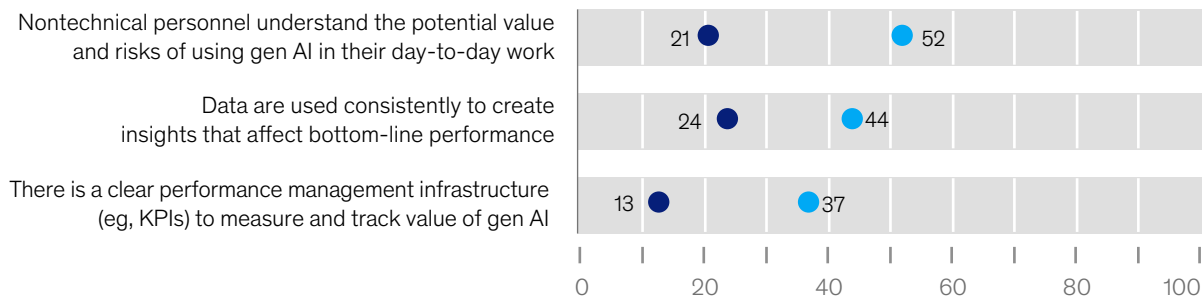 Nontechnical personnel understand the potential value
and risks of using gen AI in their day-to-day work
21
52
Data are used consistently to create
insights that affect bottom-line performance
24
44
There is a clear performance management infrastructure
(eg, KPIs) to measure and track value of gen AI
13
37
0 20 40 60 80 100